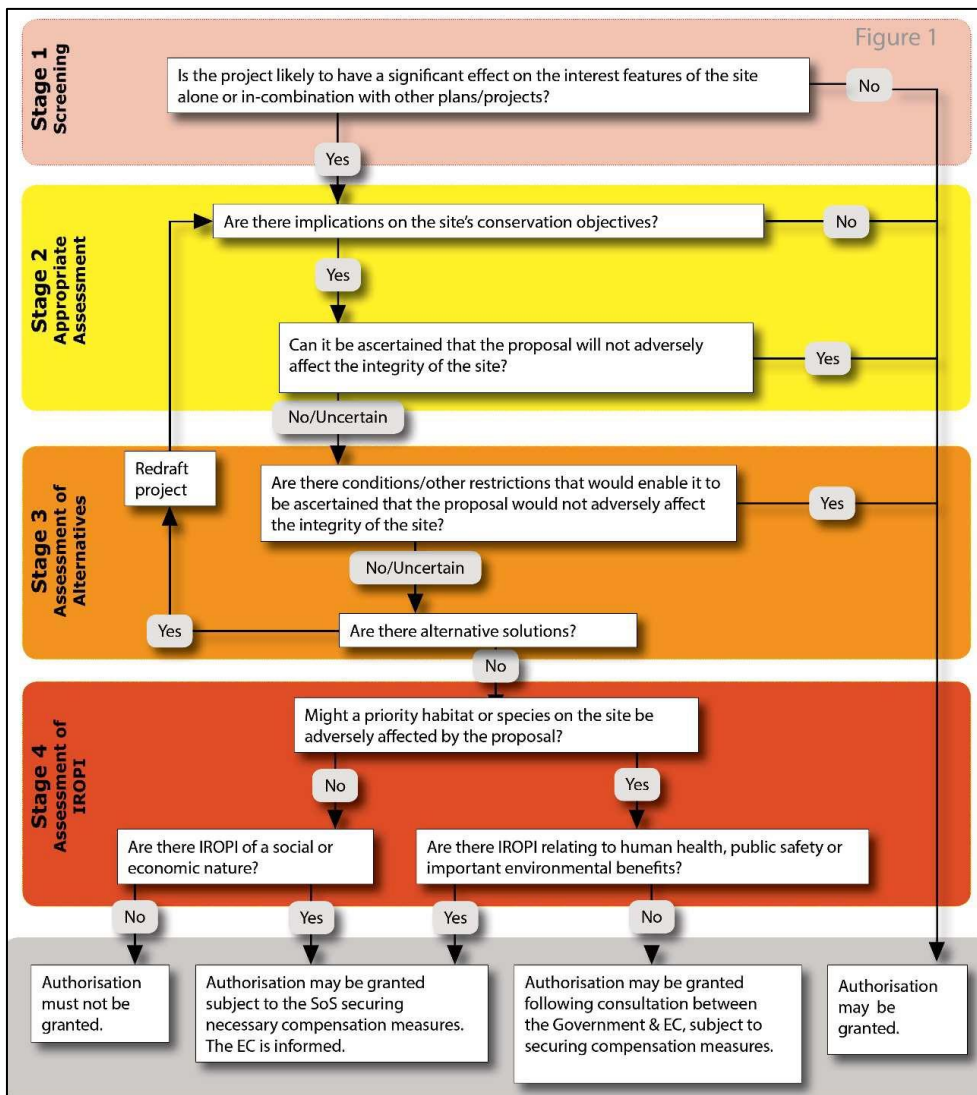 Figure 1
Stage 1
Screening
Is the project likely to have a significant effect on the interest features of the site
alone or in-combination with other plans/projects?
No
Yes
Stage 2
Appropriate
Assessment
Are there implications on the site's conservation objectives?
No
Yes
Can it be ascertained that the proposal will not adversely
affect the integrity of the site?
Yes
No/Uncertain
Stage 3
Assessment of
Alternatives
Redraft
project
Are there conditions/other restrictions that would enable it to
be ascertained that the proposal would not adversely affect
the integrity of the site?
Yes
No/Uncertain
Yes
Are there alternative solutions?
No
Stage 4
Assessment of
IROPI
Might a priority habitat or species on the site be
adversely affected by the proposal?
No
Yes
Are there IROPI of a social or
economic nature?
Are there IROPI relating to human health, public safety or
important environmental benefits?
No
Yes
Yes
No
Authorisation
must not be
granted.
Authorisation may be granted
subject to the SoS securing
necessary compensation measures.
The EC is informed.
Authorisation may be granted
following consultation between
the Government & EC, subject to
securing compensation measures.
Authorisation
may be
granted.